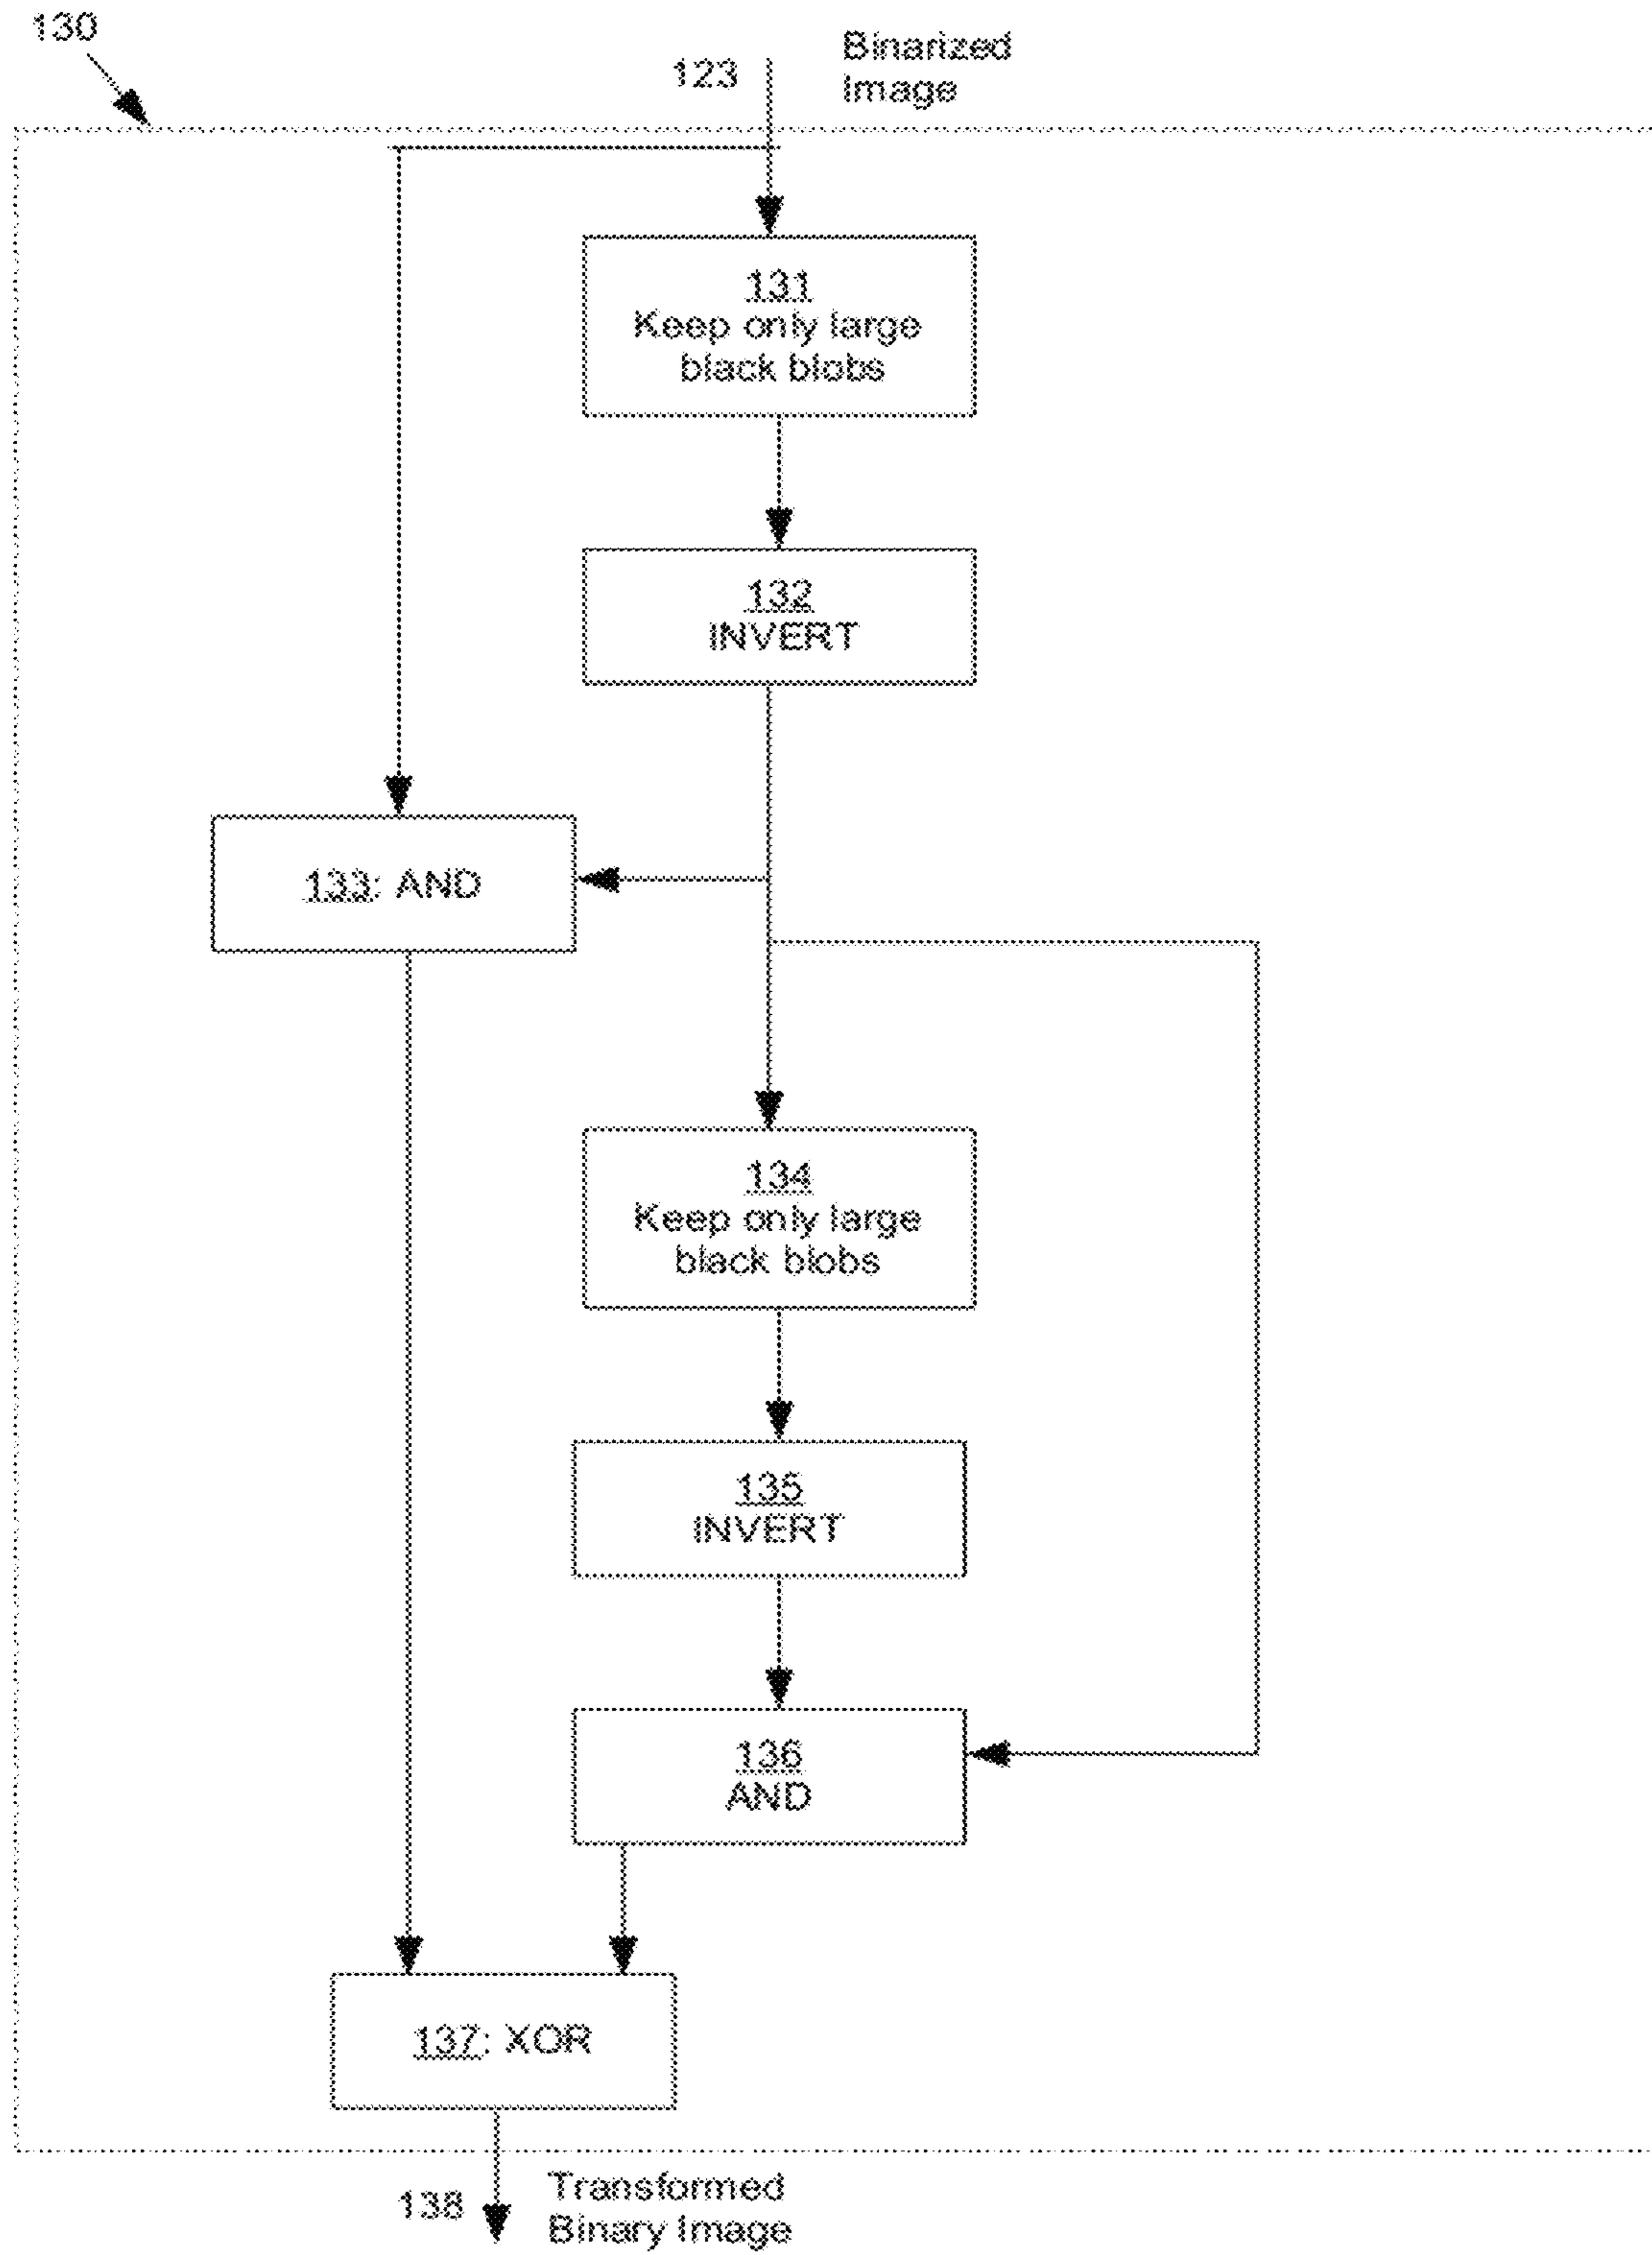 130
123
Binarized
Image
131
Keep only large
black blobs
132
INVERT
133: AND
134
Keep only large
black blobs
135
INVERT
136
AND
137: XOR
138
Transformed
Binary Image